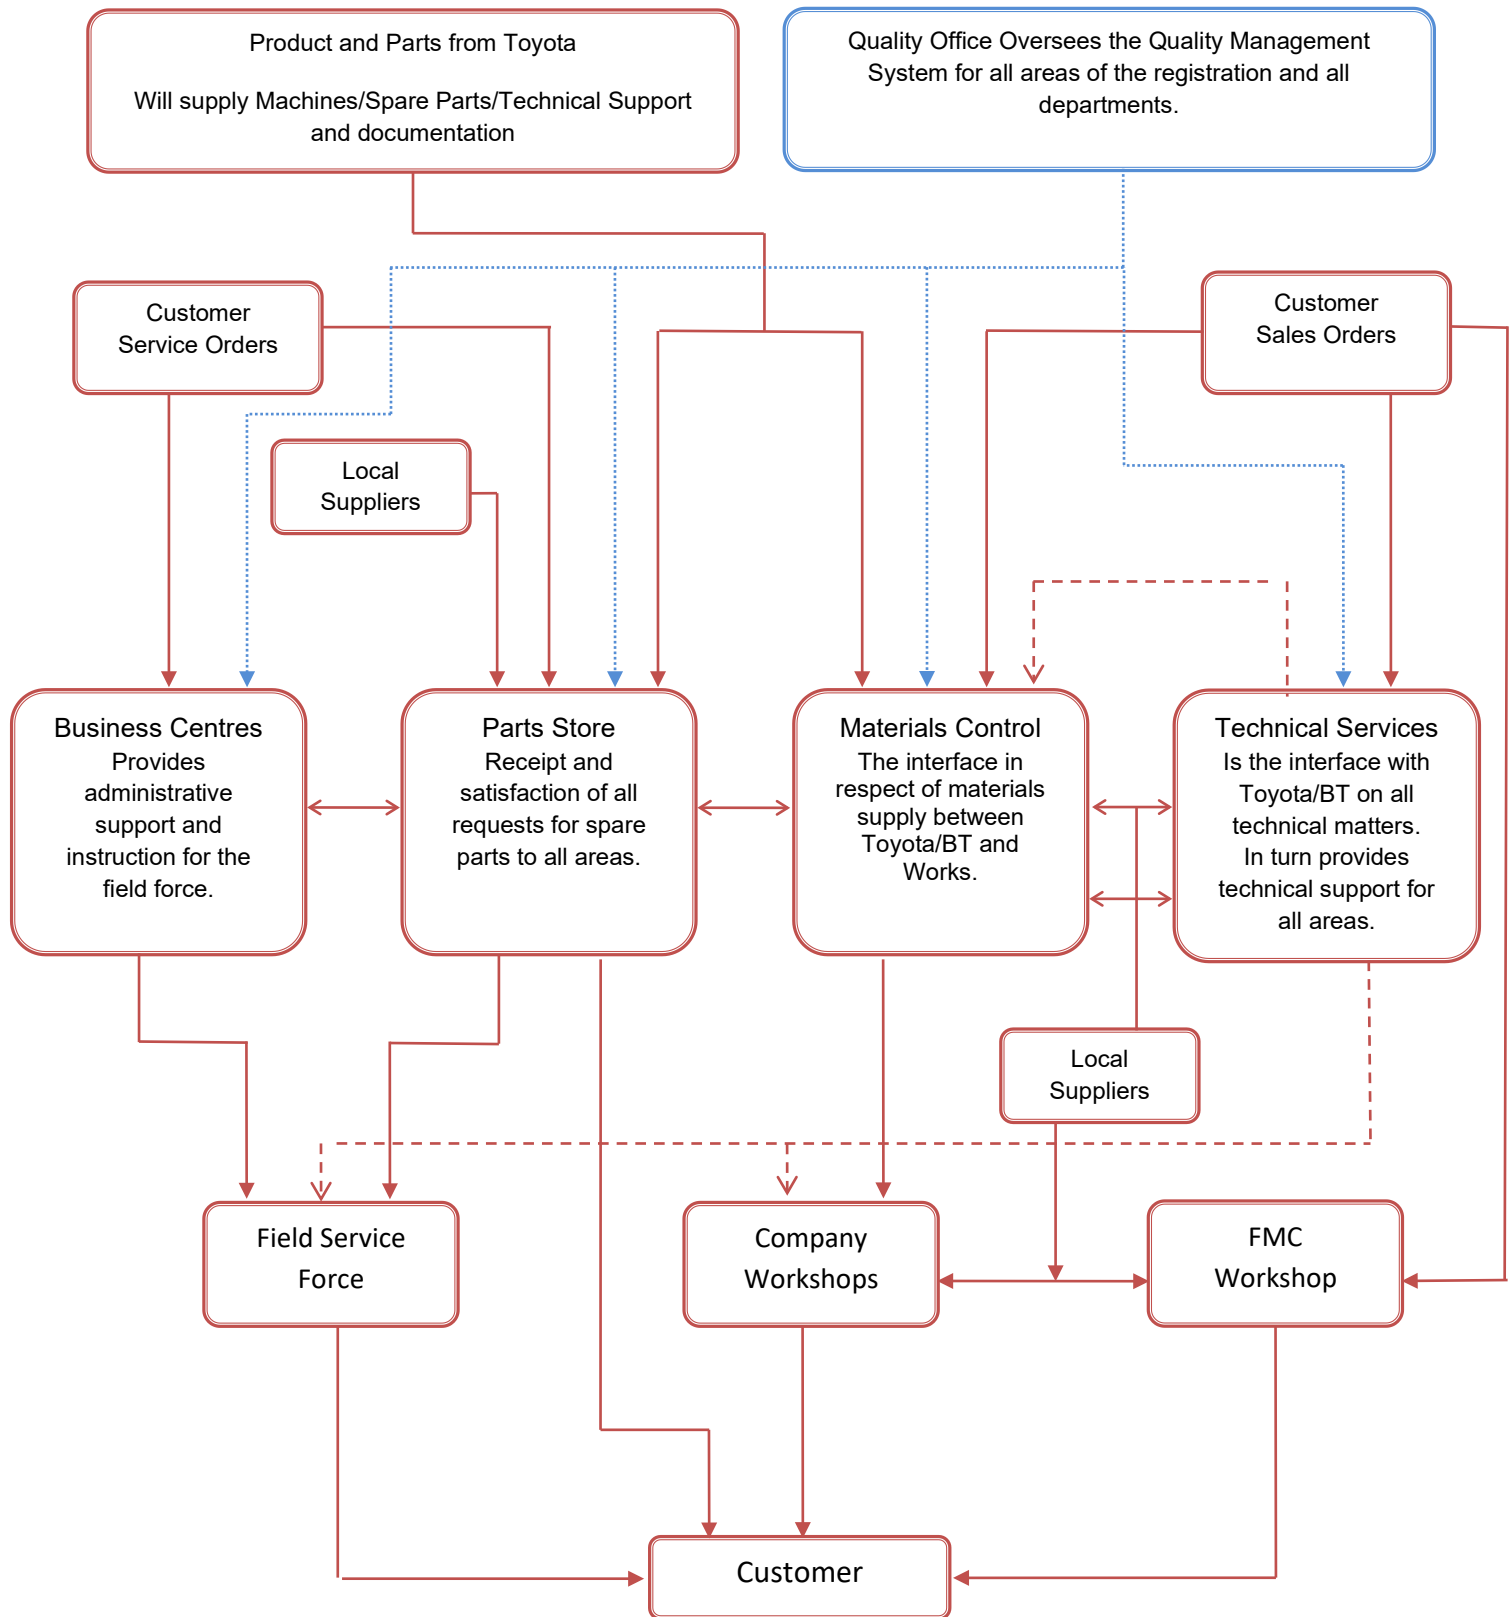 Product and Parts from Toyota
Will supply Machines/Spare Parts/Technical Support
and documentation
Quality Office Oversees the Quality Management
System for all areas of the registration and all
departments.
Customer
Service Orders
Customer
Sales Orders
Local
Suppliers
Business Centres
Provides
administrative
support and
instruction for the
field force.
Parts Store
Receipt and
satisfaction of all
requests for spare
parts to all areas.
Materials Control
The interface in
respect of materials
supply between
Toyota/BT and
Works.
Technical Services
Is the interface with
Toyota/BT on all
technical matters.
In turn provides
technical support for
all areas.
Local
Suppliers
Field Service
Force
Company
Workshops
FMC
Workshop
Customer